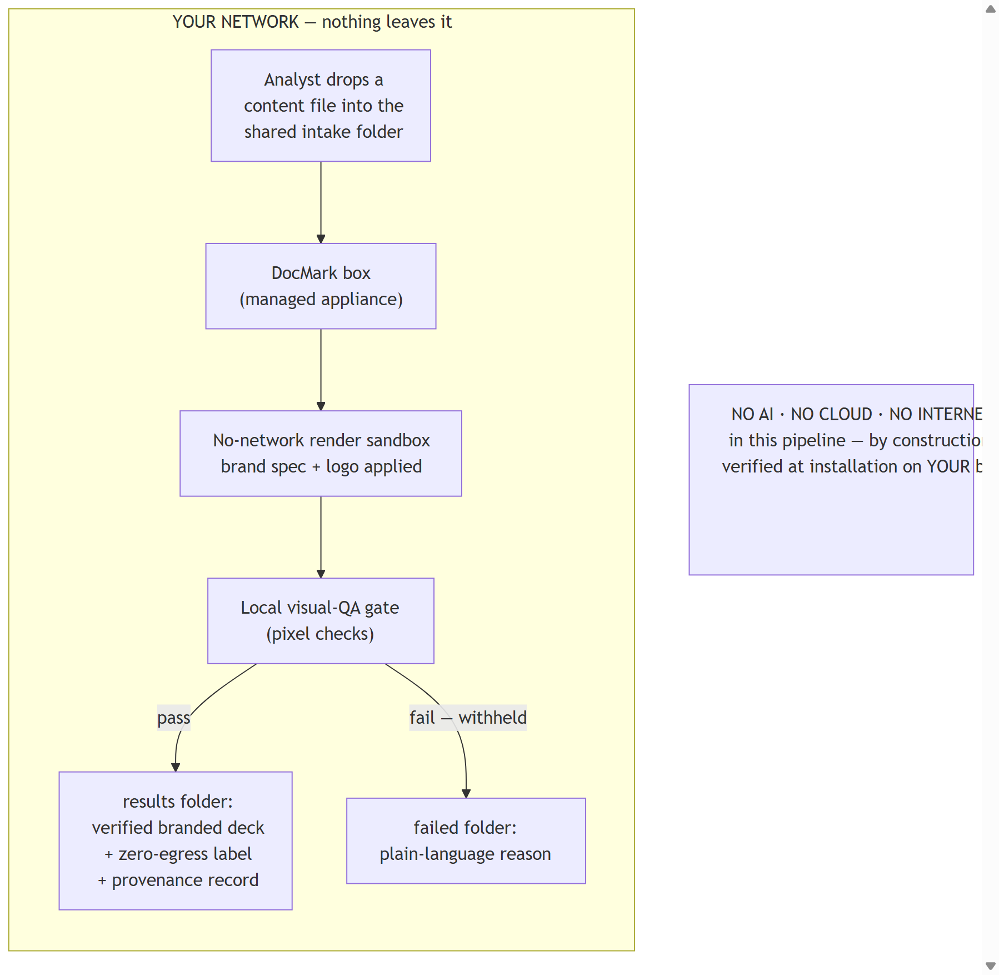 YOUR NETWORK — nothing leaves it
Analyst drops a
content file into the
shared intake folder
DocMark box
(managed appliance)
No-network render sandbox
brand spec + logo applied
NO AI · NO CLOUD · NO INTERNE
in this pipeline — by constructio
verified at installation on YOUR b
Local visual-QA gate
(pixel checks)
pass
fail — withheld
results folder:
verified branded deck
+ zero-egress label
+ provenance record
failed folder:
plain-language reason